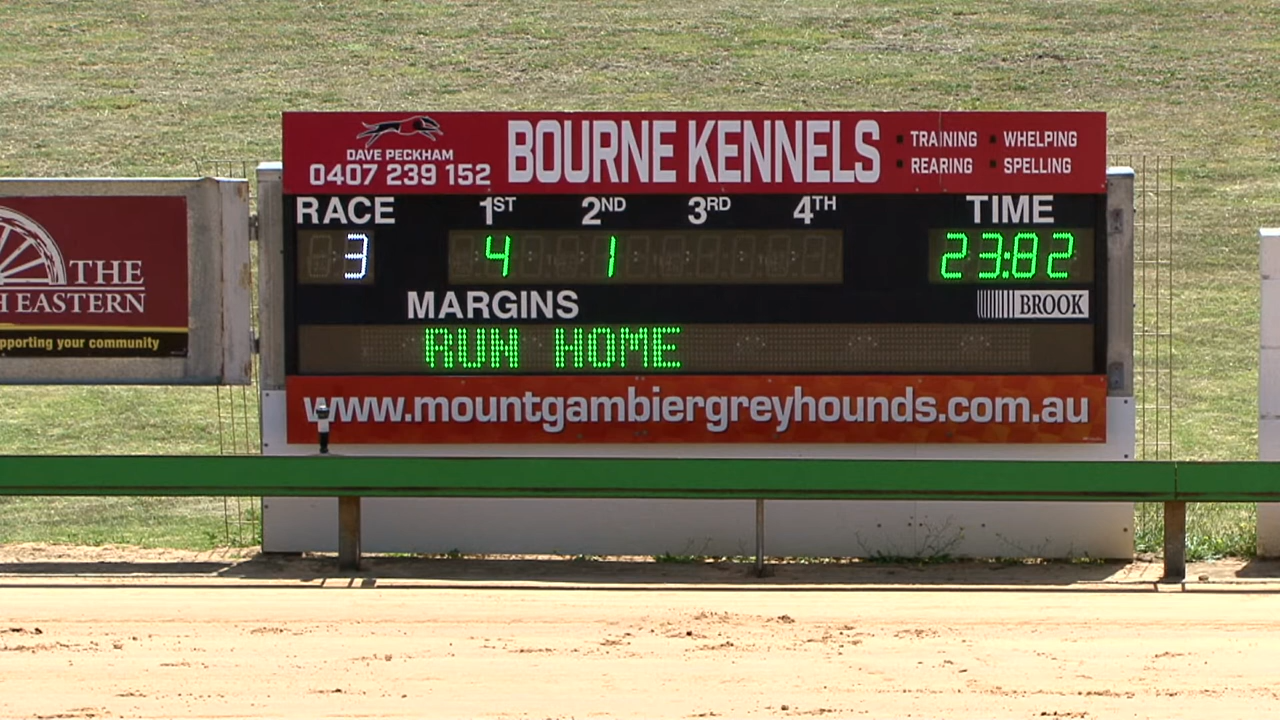 DAVE PECKHAM
0407 239 152
BOURNE KENNELS
▪ TRAINING ▪ WHELPING
▪ REARING ▪ SPELLING
RACE 1ST 2ND 3RD 4TH TIME
3 4 1 23:82
MARGINS
BROOK
RUN HOME
www.mountgambiergreyhounds.com.au
THE
EASTERN
your community